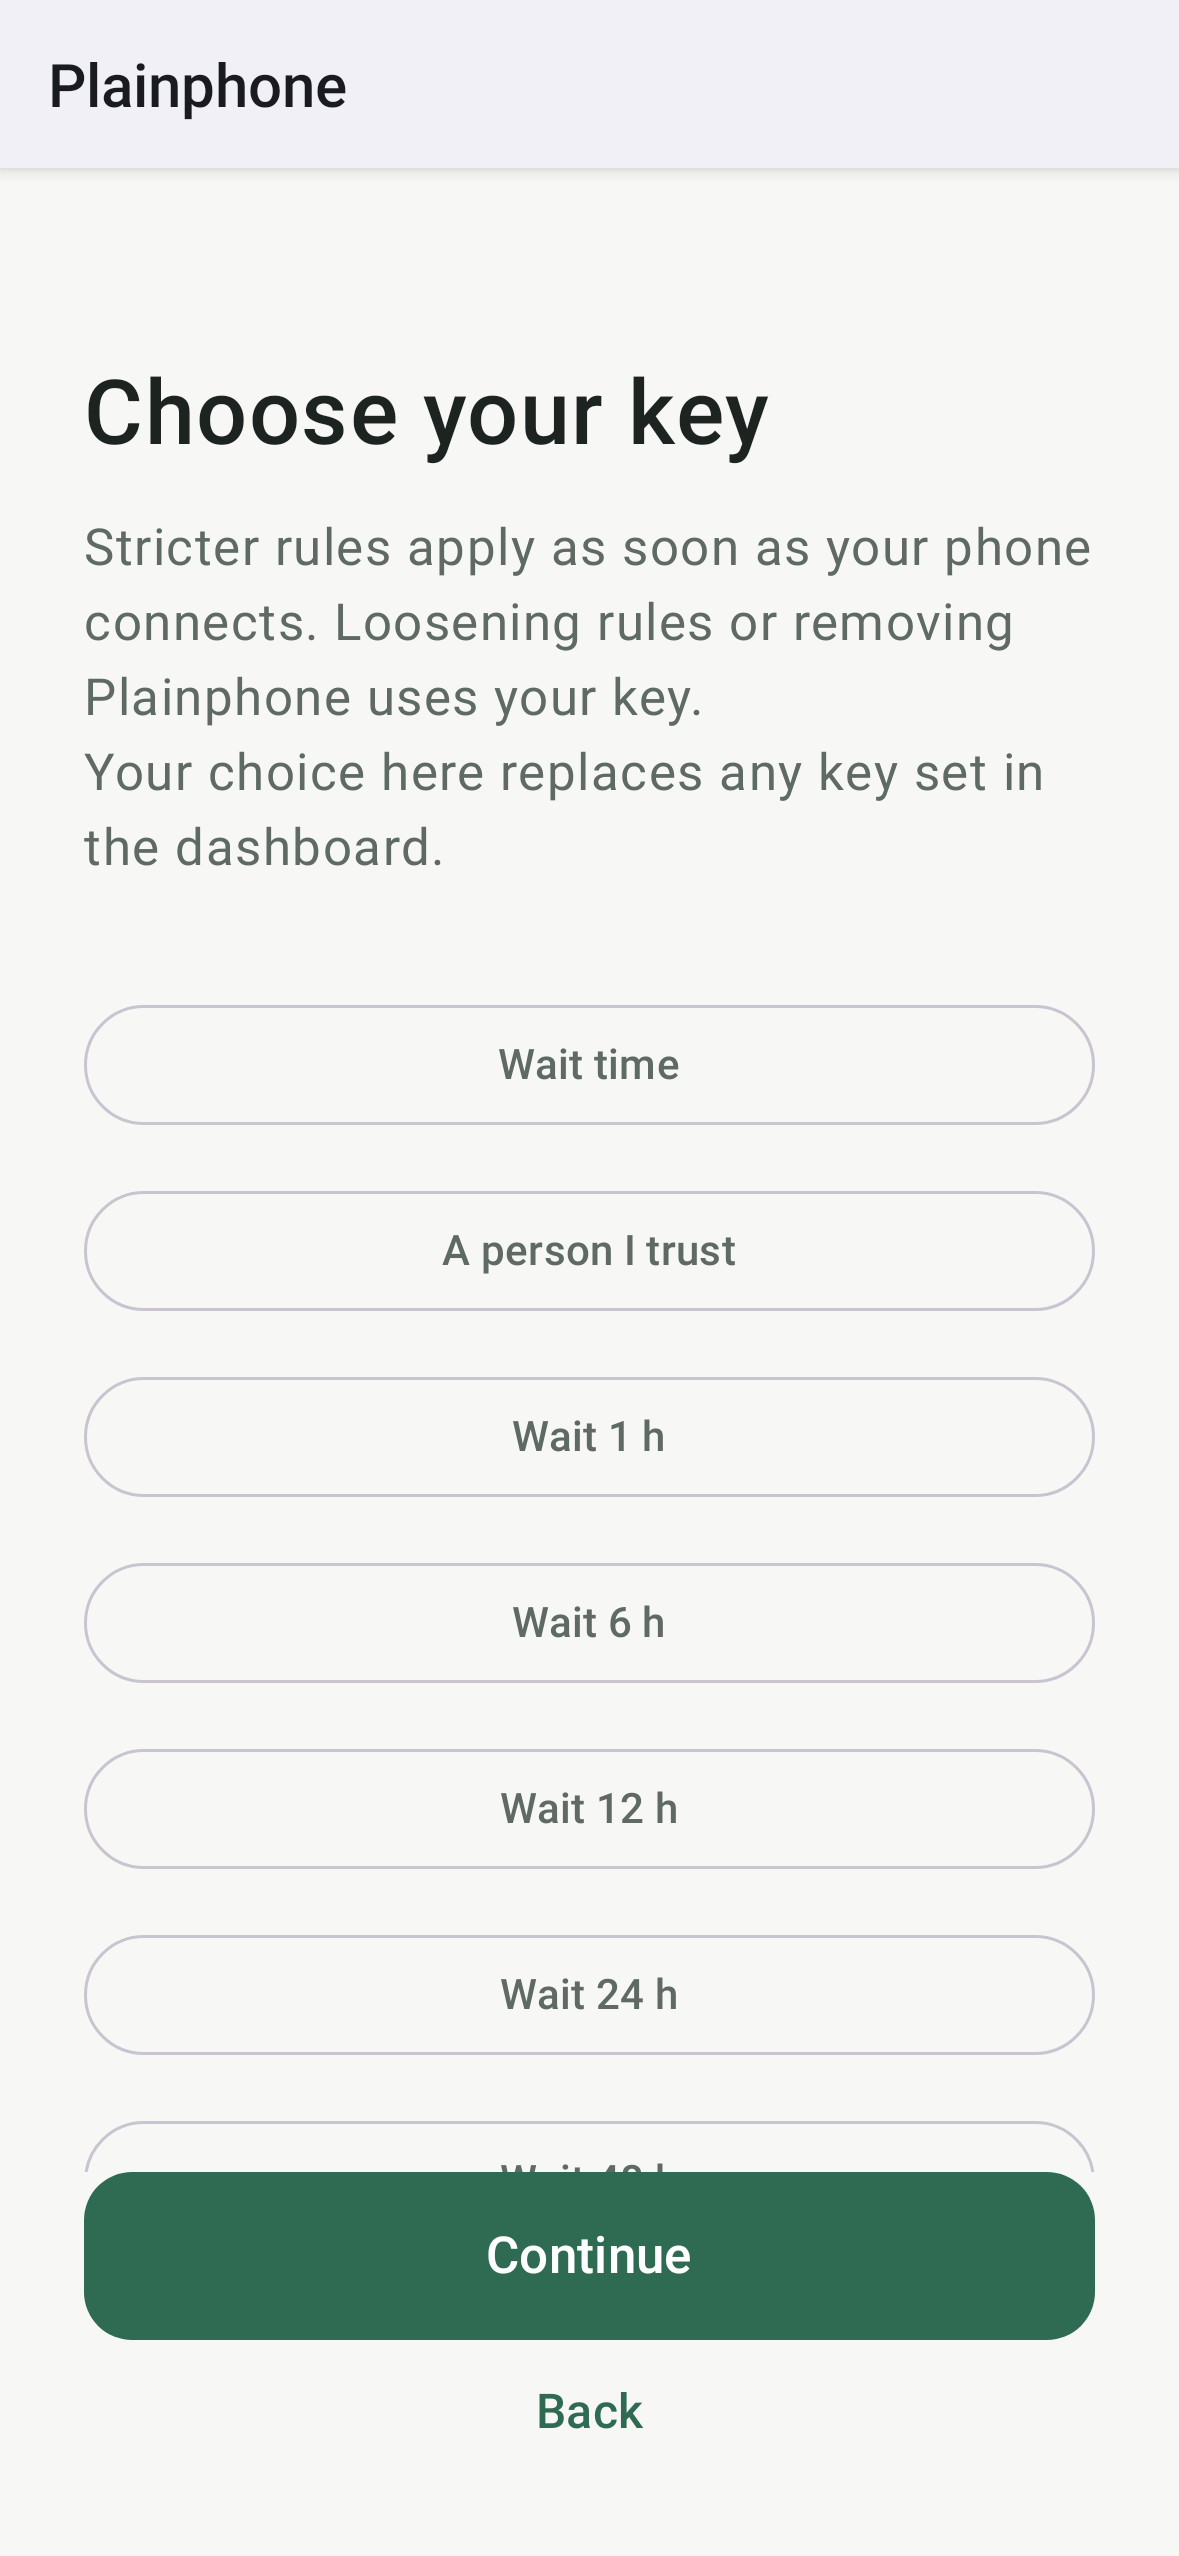 Plainphone
Choose your key
Stricter rules apply as soon as your phone
connects. Loosening rules or removing
Plainphone uses your key.
Your choice here replaces any key set in
the dashboard.
Wait time
A person I trust
Wait 1 h
Wait 6 h
Wait 12 h
Wait 24 h
Continue
Back